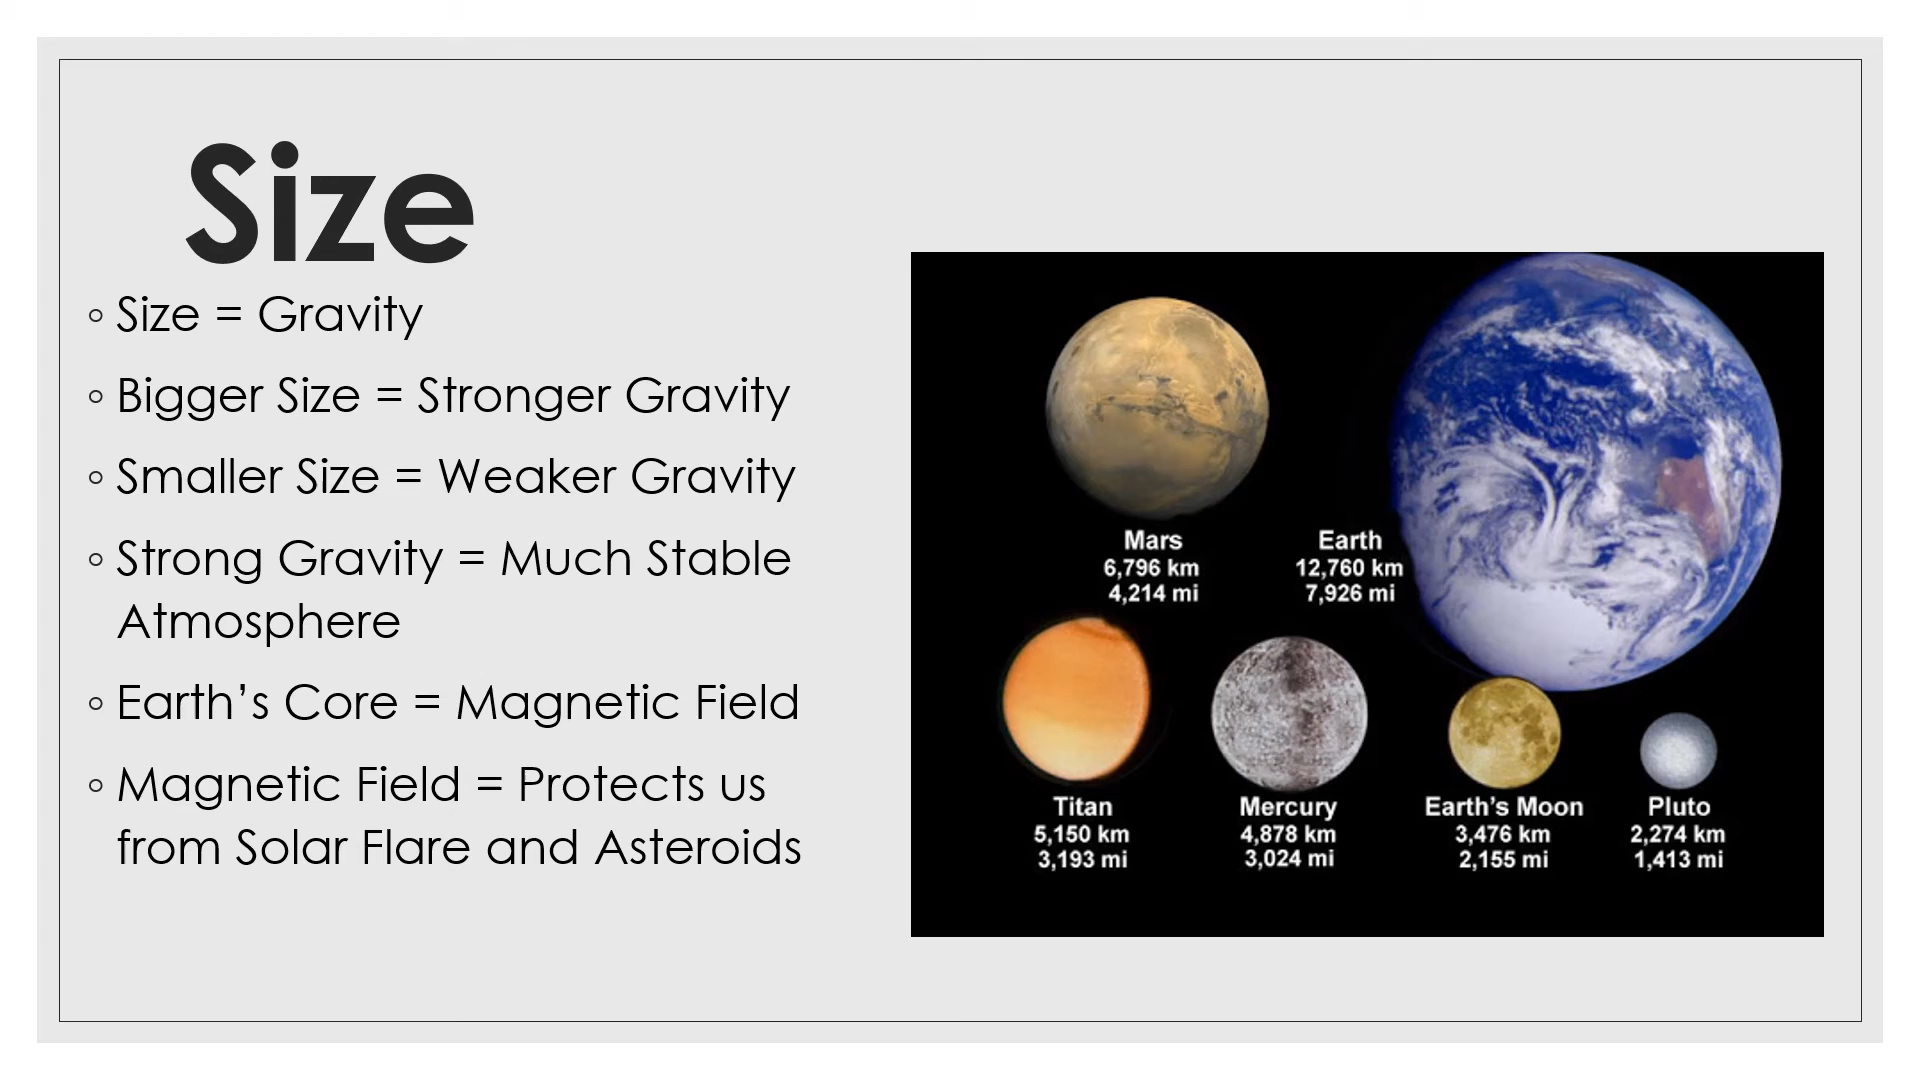 Size
◦ Size = Gravity
◦ Bigger Size = Stronger Gravity
◦ Smaller Size = Weaker Gravity
◦ Strong Gravity = Much Stable
Atmosphere
◦ Earth’s Core = Magnetic Field
◦ Magnetic Field = Protects us
from Solar Flare and Asteroids
Mars
6,796 km
4,214 mi
Earth
12,760 km
7,926 mi
Titan
5,150 km
3,193 mi
Mercury
4,878 km
3,024 mi
Earth’s Moon
3,476 km
2,155 mi
Pluto
2,274 km
1,413 mi